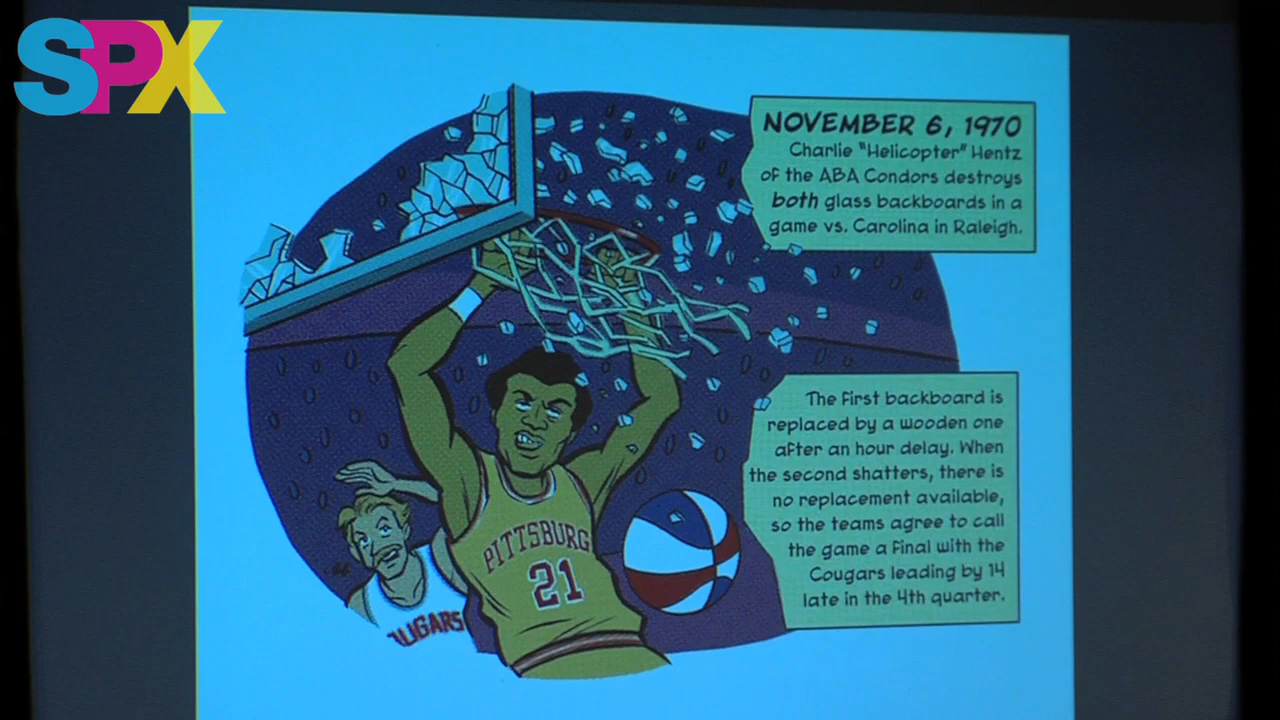 SPX
NOVEMBER 6, 1970
Charlie "Helicopter" Hentz
of the ABA Condors destroys
both glass backboards in a
game vs. Carolina in Raleigh.
The first backboard is
replaced by a wooden one
after an hour delay. When
the second shatters, there is
no replacement available,
so the teams agree to call
the game a final with the
Cougars leading by 14
late in the 4th quarter.
PITTSBURG
21
OUGARS